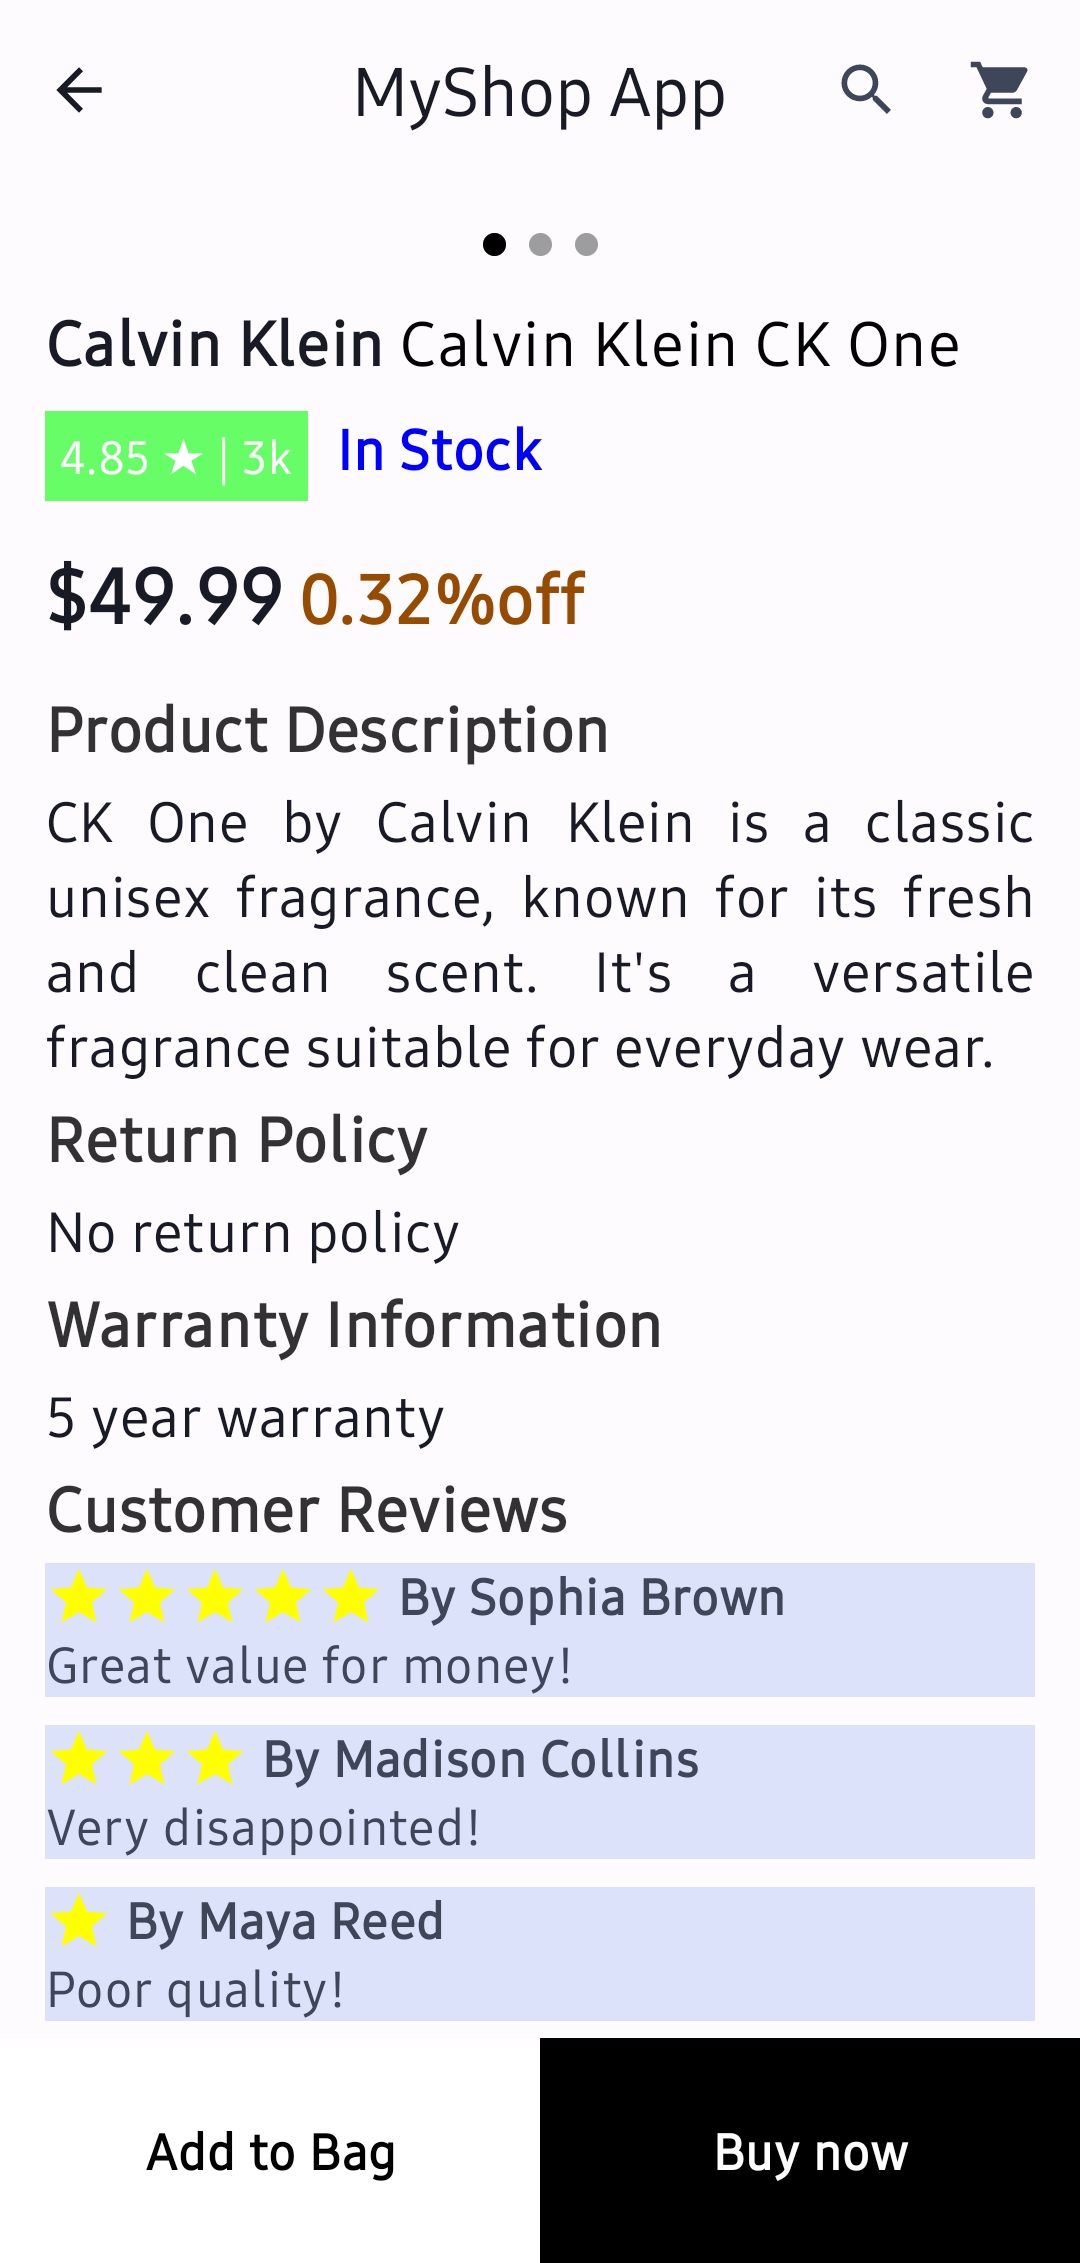 MyShop App
Calvin Klein Calvin Klein CK One
4.85 ★ | 3k In Stock
$49.99 0.32%off
Product Description
CK One by Calvin Klein is a classic
unisex fragrance, known for its fresh
and clean scent. It's a versatile
fragrance suitable for everyday wear.
Return Policy
No return policy
Warranty Information
5 year warranty
Customer Reviews
By Sophia Brown
Great value for money!
By Madison Collins
Very disappointed!
By Maya Reed
Poor quality!
Add to Bag Buy now